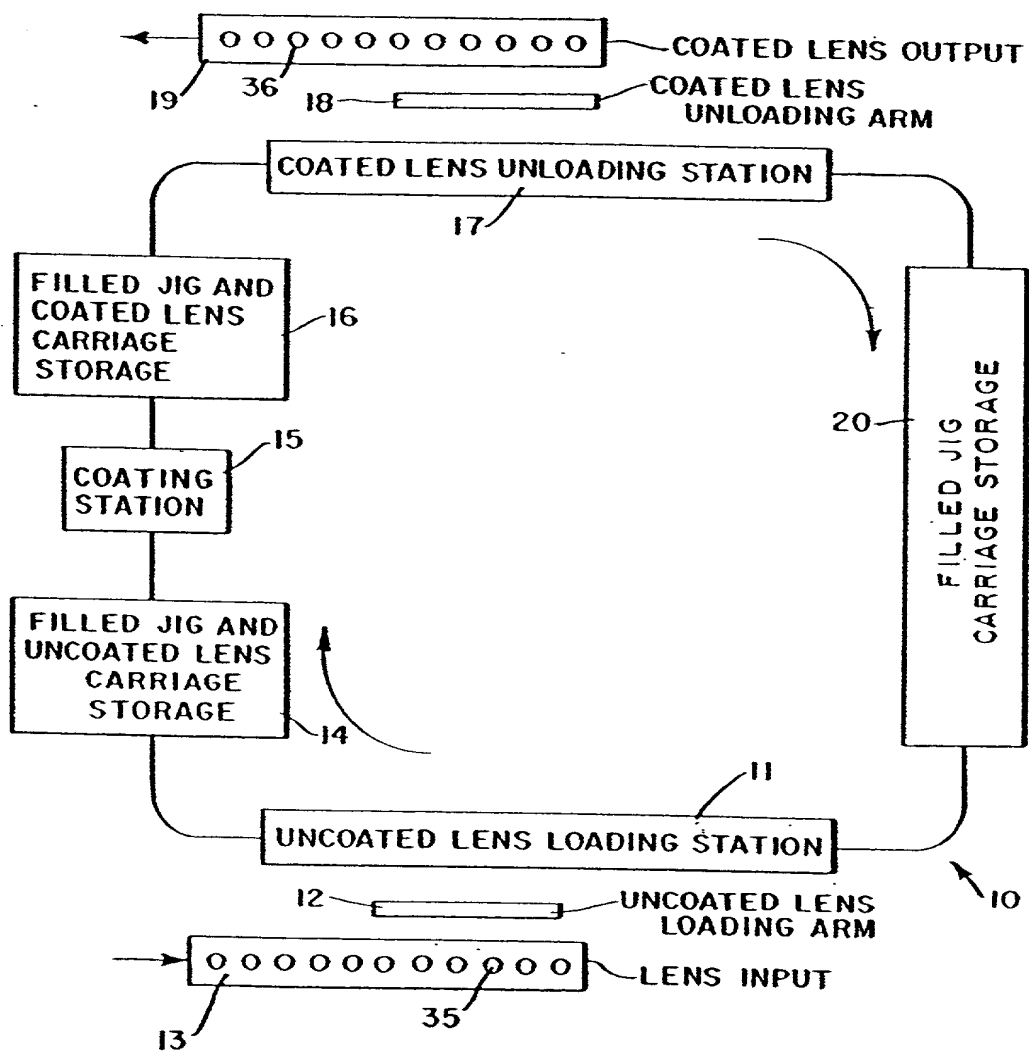 COATED LENS OUTPUT
19
36
18
COATED LENS
UNLOADING ARM
COATED LENS UNLOADING STATION
17
FILLED JIG AND
COATED LENS
CARRIAGE
STORAGE
16
20
FILLED JIG
CARRIAGE STORAGE
15
COATING
STATION
FILLED JIG AND
UNCOATED LENS
CARRIAGE
STORAGE
14
11
UNCOATED LENS LOADING STATION
10
12
UNCOATED LENS
LOADING ARM
LENS INPUT
13
35